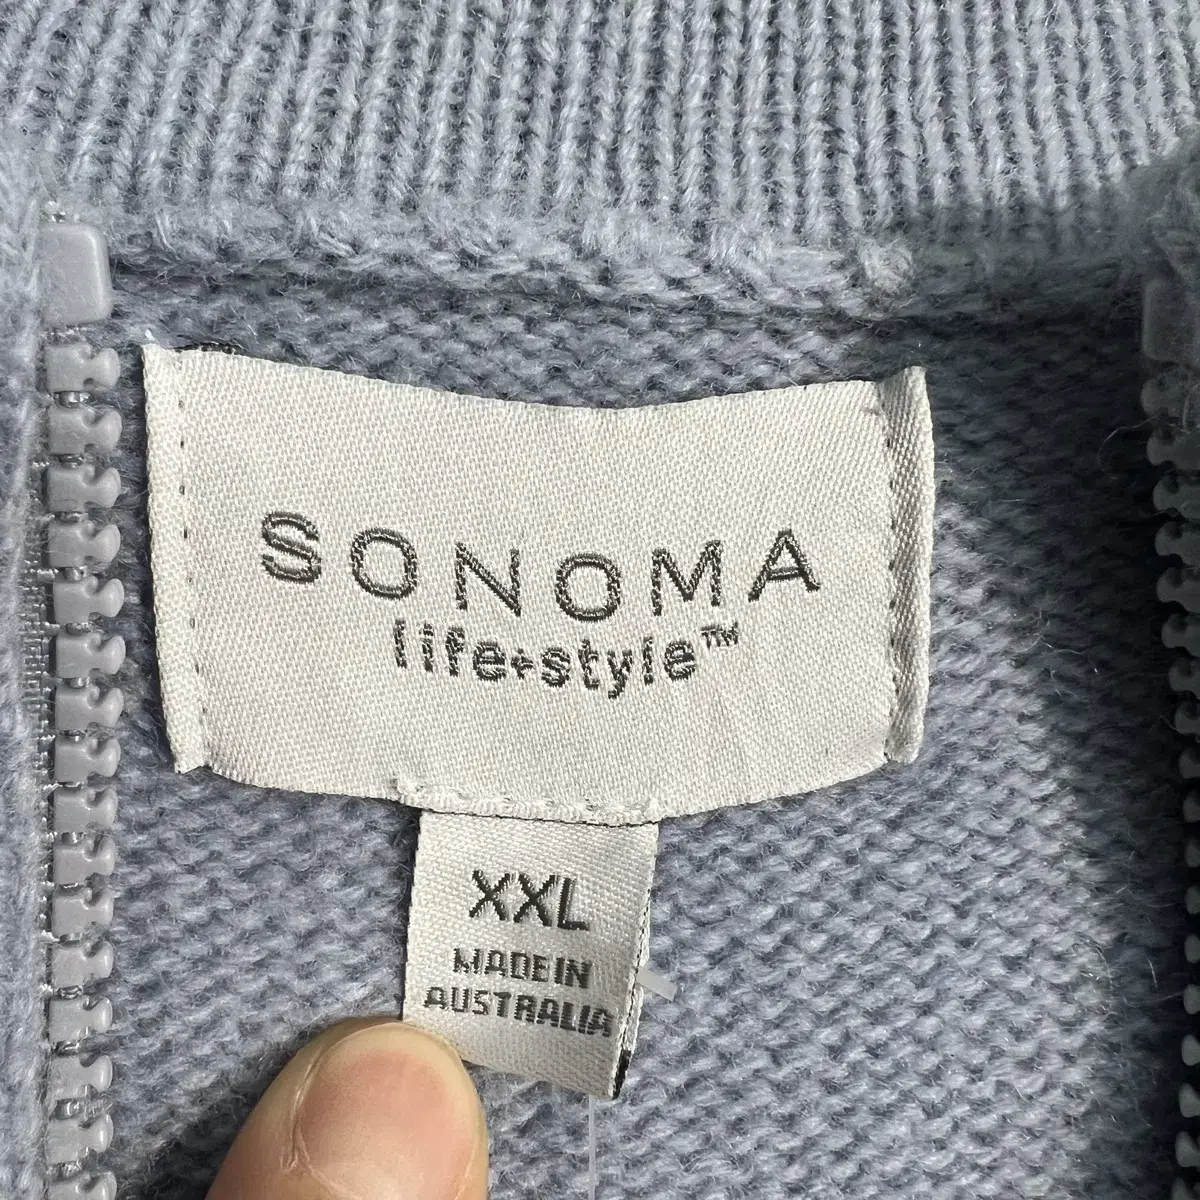 SONOMA
life+style™
XXL
MADE IN
AUSTRALIA